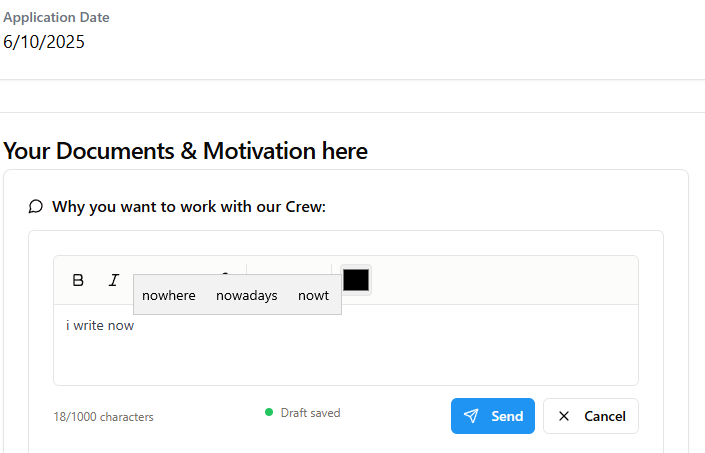 Application Date
6/10/2025
Your Documents & Motivation here
Why you want to work with our Crew:
B I
nowhere nowadays nowt
i write now
18/1000 characters
Draft saved
Send
Cancel